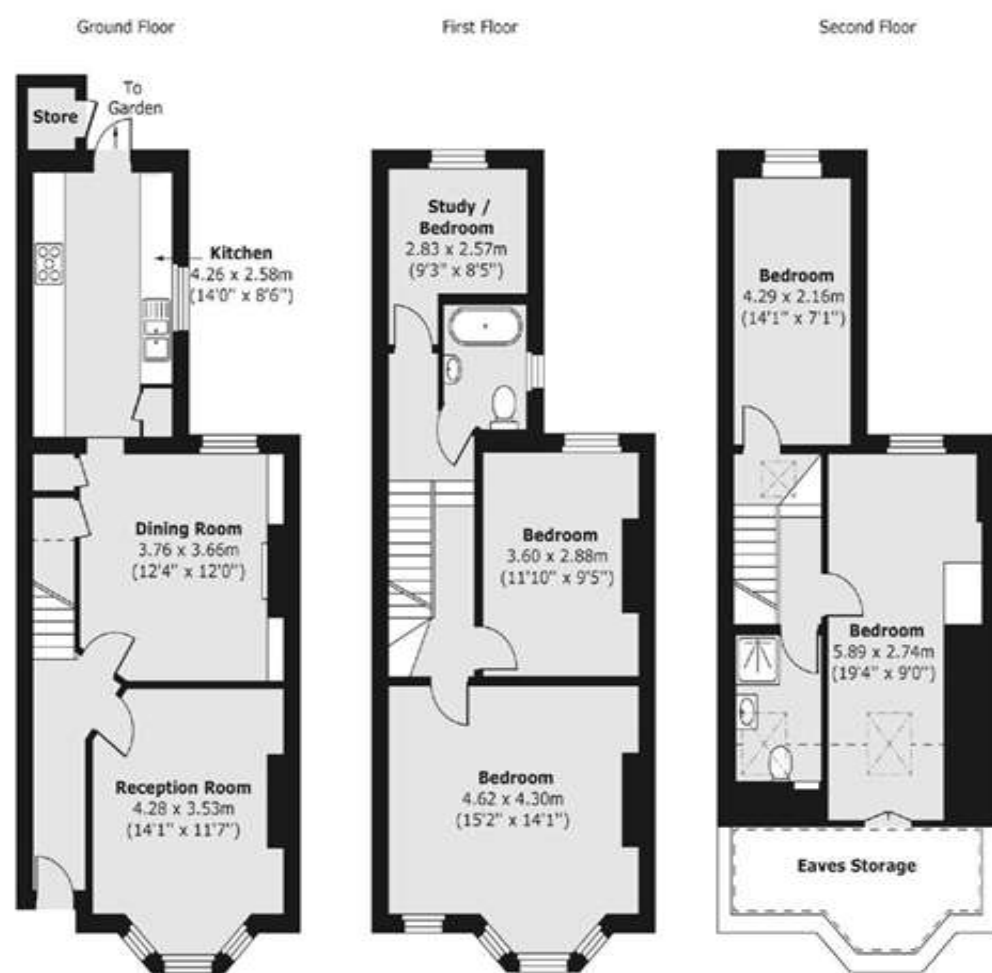 Ground Floor
To
Garden
Store
Kitchen
4.26 x 2.58m
(14'0" x 8'6")
Dining Room
3.76 x 3.66m
(12'4" x 12'0")
Reception Room
4.28 x 3.53m
(14'1" x 11'7")
First Floor
Study /
Bedroom
2.83 x 2.57m
(9'3" x 8'5")
Bedroom
3.60 x 2.88m
(11'10" x 9'5")
Bedroom
4.62 x 4.30m
(15'2" x 14'1")
Second Floor
Bedroom
4.29 x 2.16m
(14'1" x 7'1")
Bedroom
5.89 x 2.74m
(19'4" x 9'0")
Eaves Storage